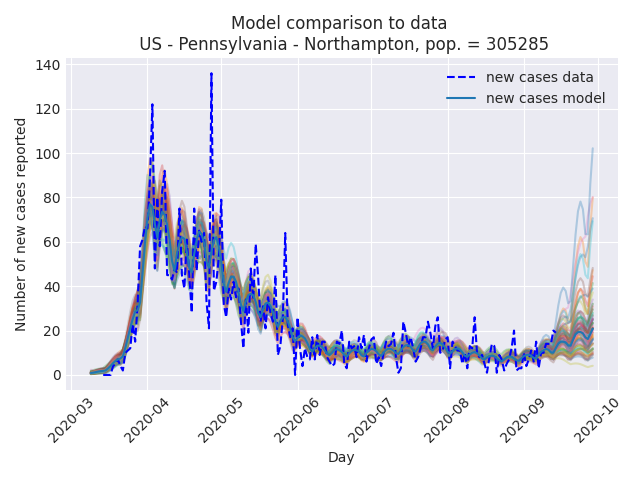 Model comparison to data
US - Pennsylvania - Northampton, pop. = 305285
new cases data
new cases model
Number of new cases reported
140
120
100
80
60
40
20
0
2020-03
2020-04
2020-05
2020-06
2020-07
2020-08
2020-09
2020-10
Day